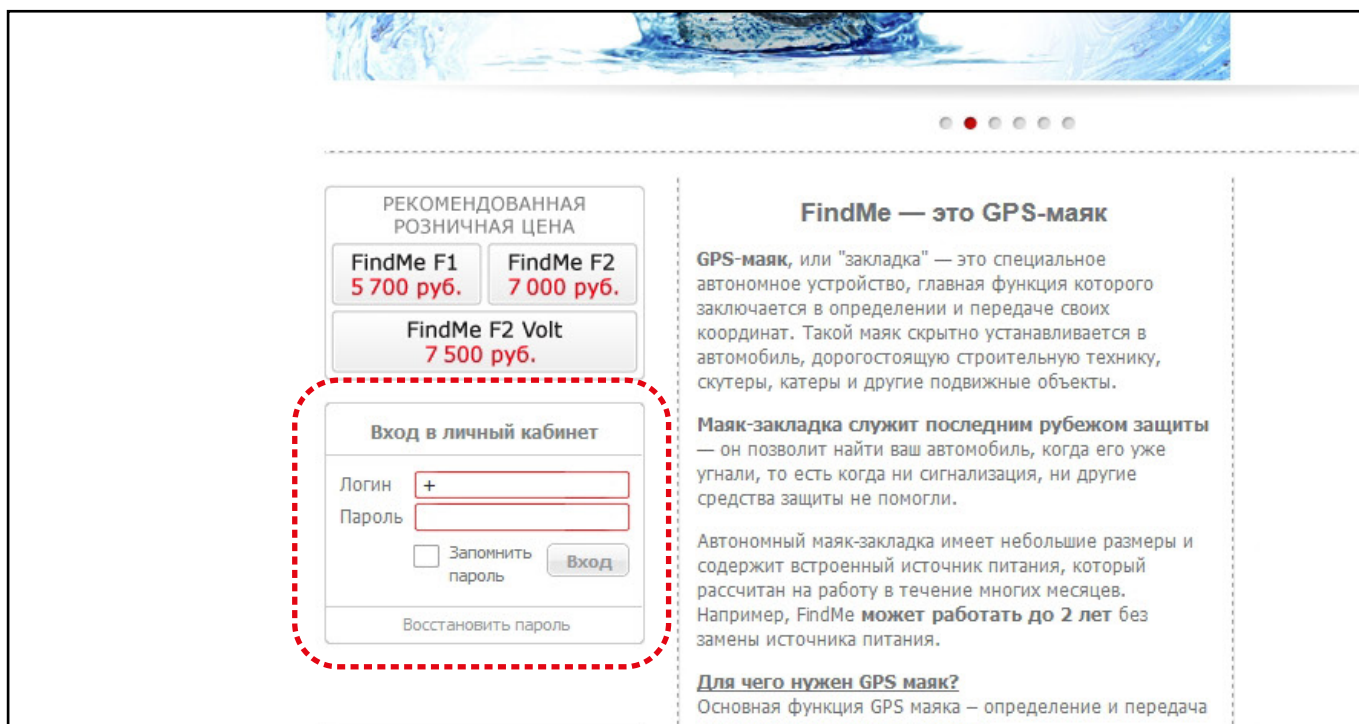 РЕКОМЕНДОВАННАЯ
РОЗНИЧНАЯ ЦЕНА
FindMe F1
5 700 руб.
FindMe F2
7 000 руб.
FindMe F2 Volt
7 500 руб.
Вход в личный кабинет
Логин +
Пароль
Запомнить
пароль
Вход
Восстановить пароль
FindMe — это GPS-маяк
GPS-маяк, или "закладка" — это специальное
автономное устройство, главная функция которого
заключается в определении и передаче своих
координат. Такой маяк скрытно устанавливается в
автомобиль, дорогостоящую строительную технику,
скутеры, катеры и другие подвижные объекты.
Маяк-закладка служит последним рубежом защиты
— он позволит найти ваш автомобиль, когда его уже
угнали, то есть когда ни сигнализация, ни другие
средства защиты не помогли.
Автономный маяк-закладка имеет небольшие размеры и
содержит встроенный источник питания, который
рассчитан на работу в течение многих месяцев.
Например, FindMe может работать до 2 лет без
замены источника питания.
Для чего нужен GPS маяк?
Основная функция GPS маяка – определение и передача